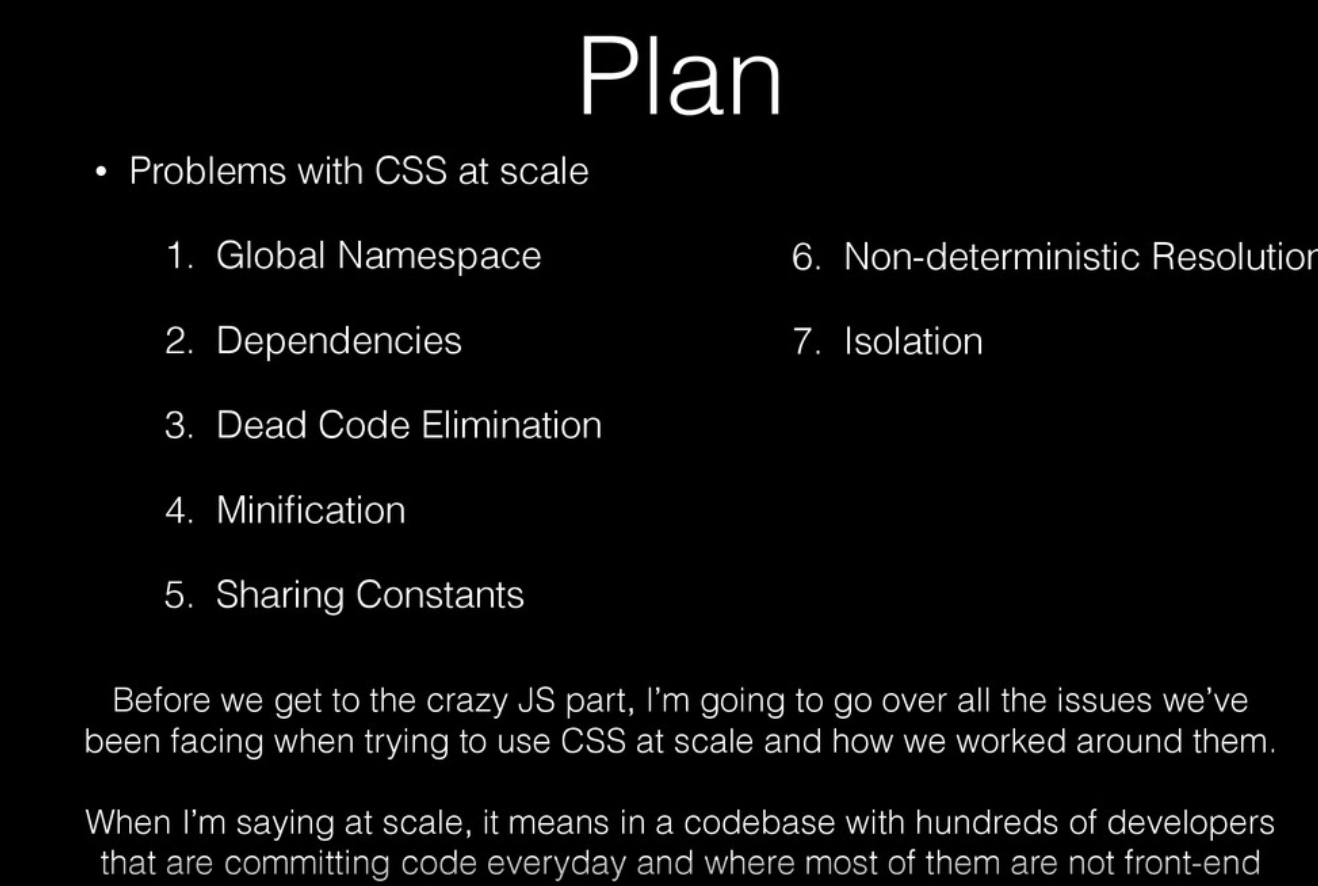 Plan
• Problems with CSS at scale
1. Global Namespace
2. Dependencies
3. Dead Code Elimination
4. Minification
5. Sharing Constants
6. Non-deterministic Resolution
7. Isolation
Before we get to the crazy JS part, I'm going to go over all the issues we've
been facing when trying to use CSS at scale and how we worked around them.
When I'm saying at scale, it means in a codebase with hundreds of developers
that are committing code everyday and where most of them are not front-end